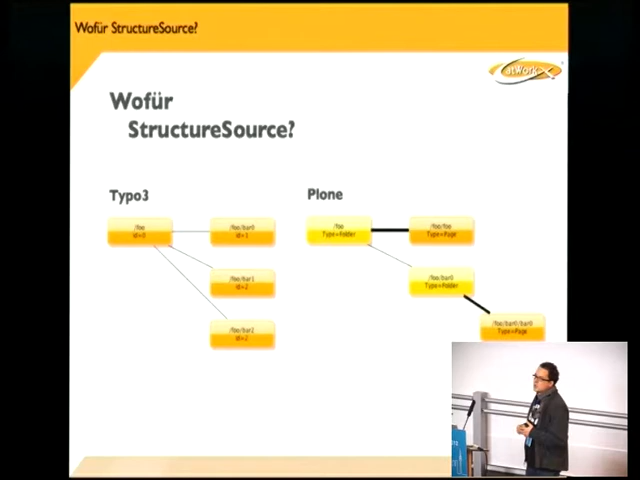 Wofür StructureSource?
atWorkX
Wofür
StructureSource?
Typo3
Plone
/foo
id=0
/foo/bar0
id=1
/foo/bar1
id=2
/foo/bar2
id=2
/foo
Type=Folder
/foo/foo
Type=Page
/foo/bar0
Type=Folder
/foo/bar0/bar0
Type=Page